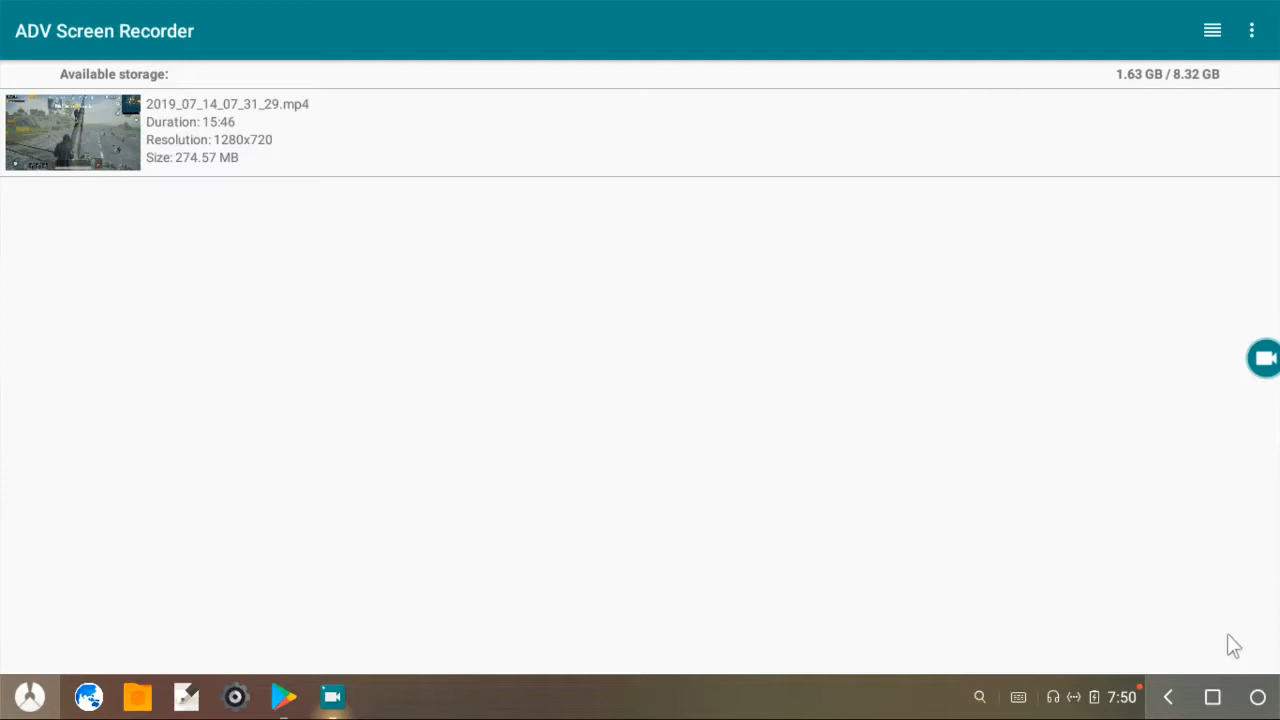 ADV Screen Recorder
Available storage: 1.63 GB / 8.32 GB
2019_07_14_07_31_29.mp4
Duration: 15:46
Resolution: 1280x720
Size: 274.57 MB
7:50